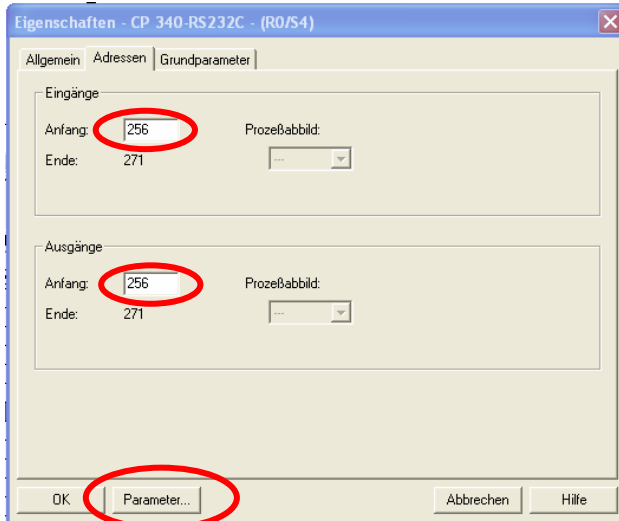 Eigenschaften - CP 340-RS232C - (R0/S4)
Allgemein Adressen Grundparameter
Eingänge
Anfang: 256 Prozeßabbild:
Ende: 271 ---
Ausgänge
Anfang: 256 Prozeßabbild:
Ende: 271 ---
OK Parameter... Abbrechen Hilfe